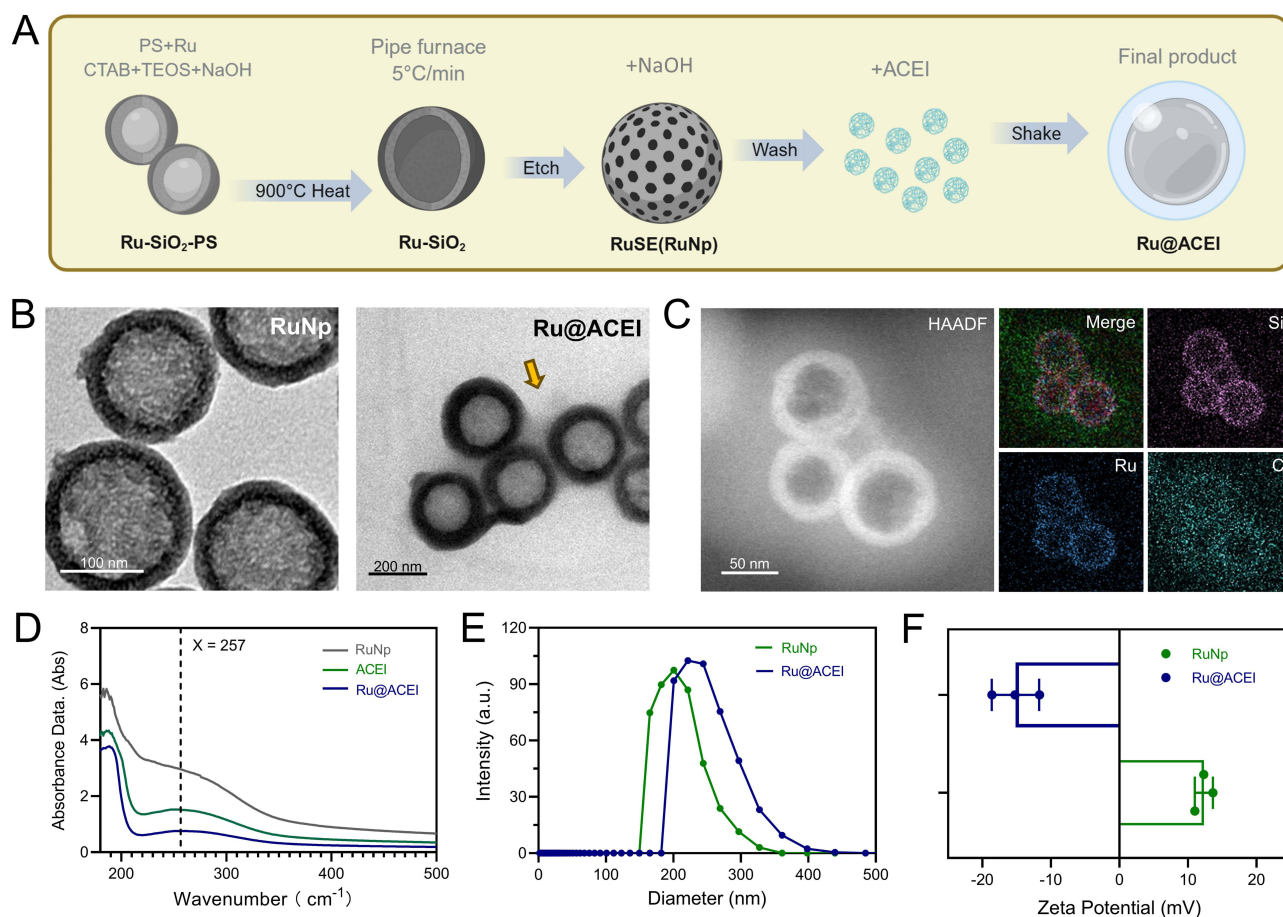 A
PS+Ru
CTAB+TEOS+NaOH
Pipe furnace
5°C/min
+NaOH
+ACEI
Final product
900°C Heat
Etch
Wash
Shake
Ru-SiO₂-PS
Ru-SiO₂
RuSE(RuNp)
Ru@ACEI
B
RuNp
100 nm
Ru@ACEI
200 nm
C
HAADF
50 nm
Merge
Si
Ru
C
D
Absorbance Data. (Abs)
8
6
4
2
0
X = 257
RuNp
ACEI
Ru@ACEI
200
300
400
500
Wavenumber ( cm⁻¹)
E
Intensity (a.u.)
120
90
60
30
0
RuNp
Ru@ACEI
0
100
200
300
400
500
Diameter (nm)
F
RuNp
Ru@ACEI
-20
-10
0
10
20
Zeta Potential (mV)